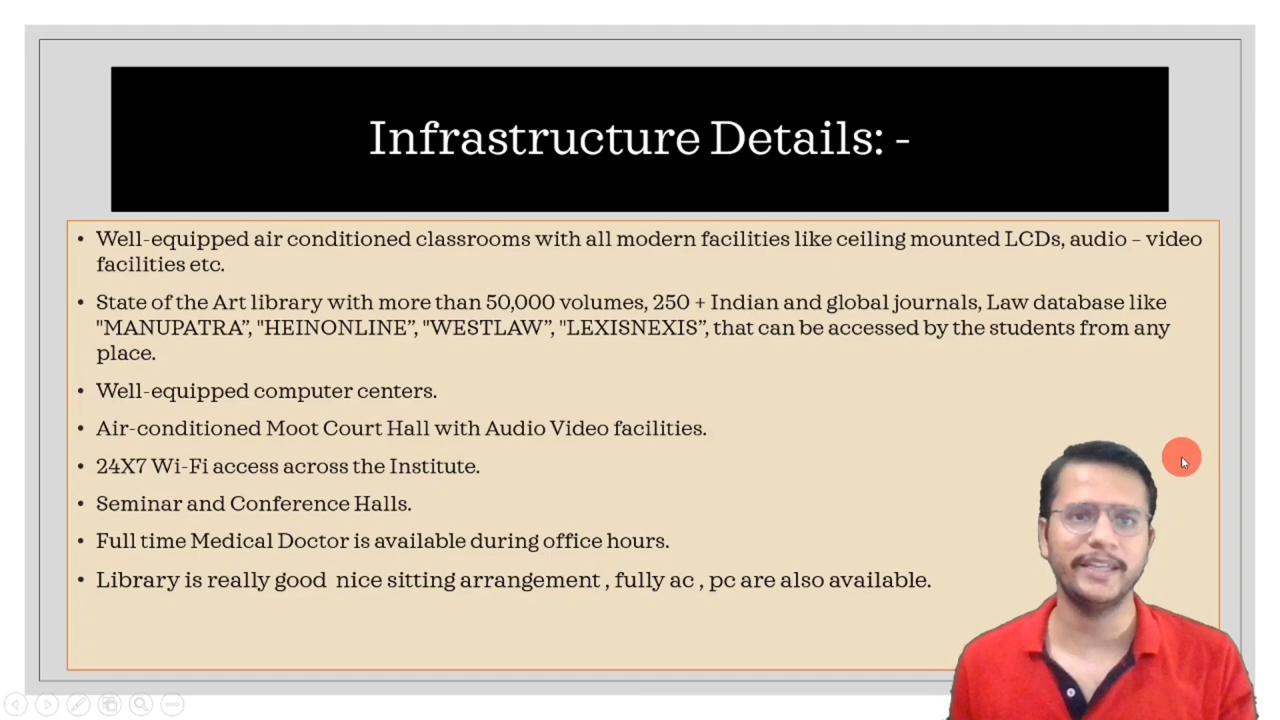 Infrastructure Details: -
• Well-equipped air conditioned classrooms with all modern facilities like ceiling mounted LCDs, audio – video
facilities etc.
• State of the Art library with more than 50,000 volumes, 250 + Indian and global journals, Law database like
"MANUPATRA”, "HEINONLINE”, "WESTLAW”, "LEXISNEXIS”, that can be accessed by the students from any
place.
• Well-equipped computer centers.
• Air-conditioned Moot Court Hall with Audio Video facilities.
• 24X7 Wi-Fi access across the Institute.
• Seminar and Conference Halls.
• Full time Medical Doctor is available during office hours.
• Library is really good  nice sitting arrangement , fully ac , pc are also available.